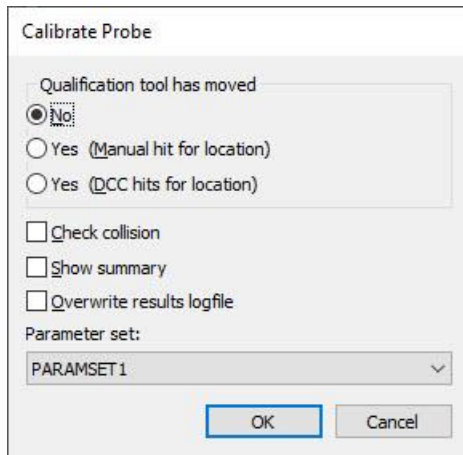 Calibrate Probe
Qualification tool has moved
No
Yes (Manual hit for location)
Yes (DCC hits for location)
Check collision
Show summary
Overwrite results logfile
Parameter set:
PARAMSET1
OK Cancel